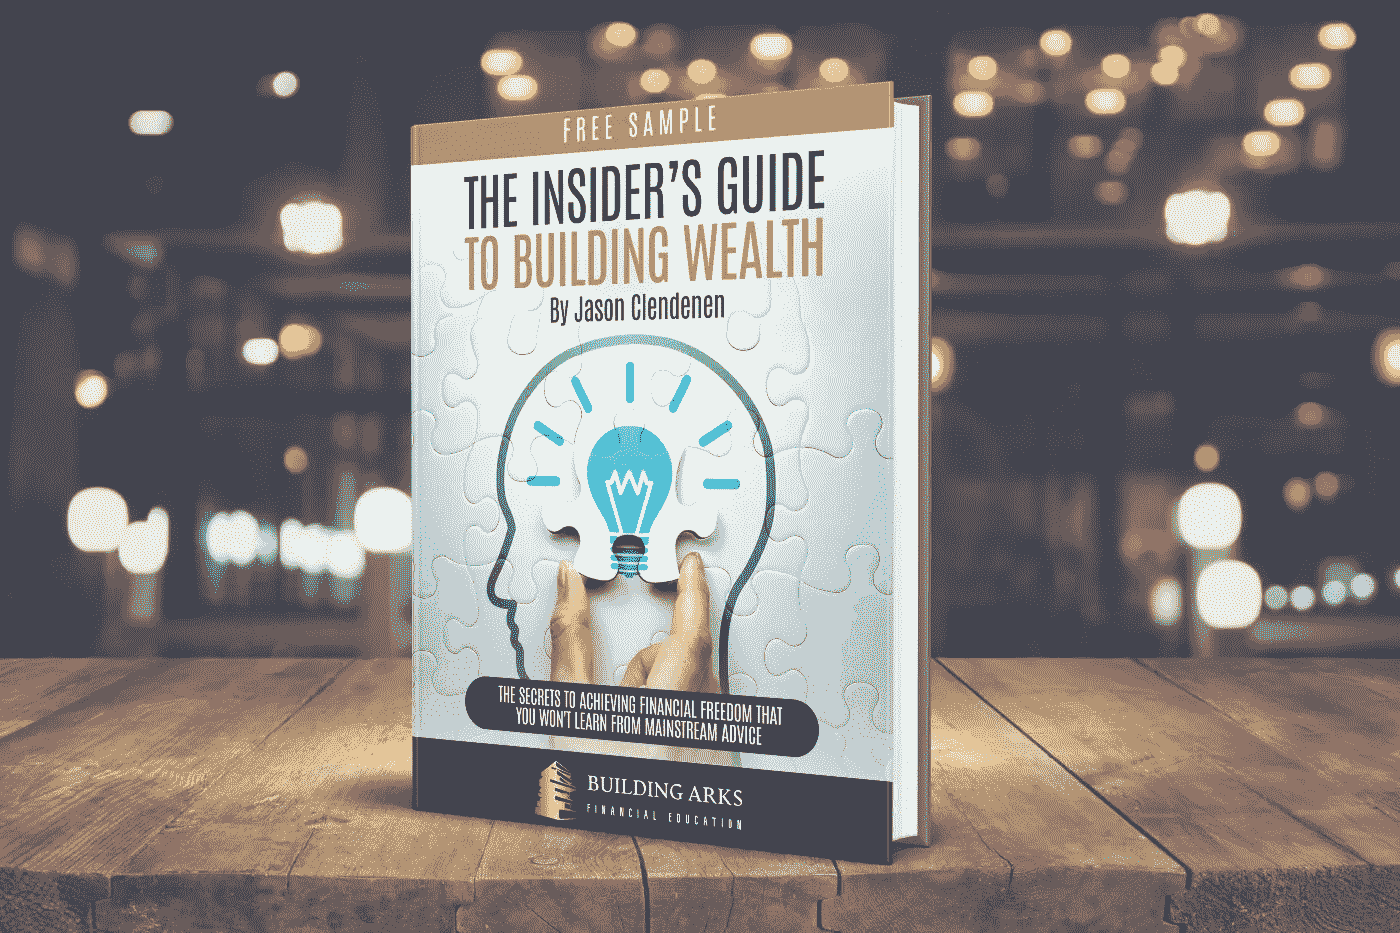 FREE SAMPLE
THE INSIDER'S GUIDE
TO BUILDING WEALTH
By Jason Clendenen
THE SECRETS TO ACHIEVING FINANCIAL FREEDOM THAT
YOU WON'T LEARN FROM MAINSTREAM ADVICE
BUILDING ARKS
FINANCIAL EDUCATION